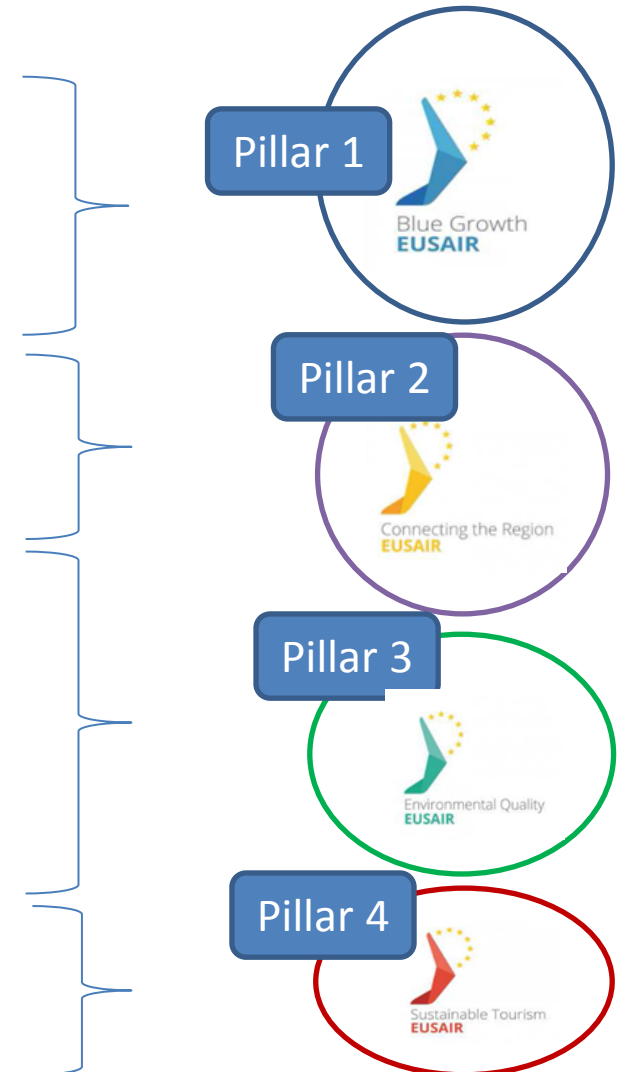 Pillar 1
Blue Growth
EUSAIR
Pillar 2
Connecting the Region
EUSAIR
Pillar 3
Environmental Quality
EUSAIR
Pillar 4
Sustainable Tourism
EUSAIR